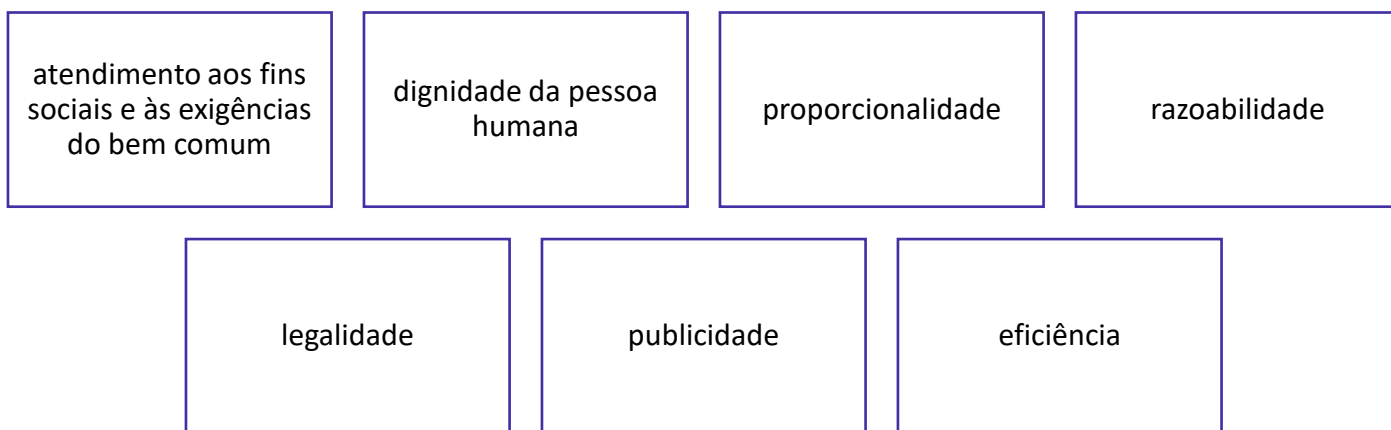 atendimento aos fins
sociais e às exigências
do bem comum
dignidade da pessoa
humana
proporcionalidade
razoabilidade
legalidade
publicidade
eficiência